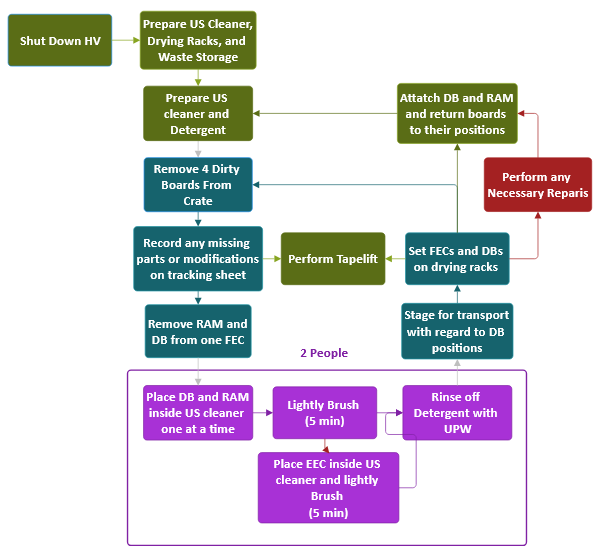 Shut Down HV
Prepare US Cleaner,
Drying Racks, and
Waste Storage
Prepare US
cleaner and
Detergent
Attatch DB and RAM
and return boards
to their positions
Remove 4 Dirty
Boards From
Crate
Perform any
Necessary Reparis
Record any missing
parts or modifications
on tracking sheet
Perform Tapelift
Set FECs and DBs
on drying racks
Remove RAM and
DB from one FEC
Stage for transport
with regard to DB
positions
2 People
Place DB and RAM
inside US cleaner
one at a time
Lightly Brush
(5 min)
Rinse off
Detergent with
UPW
Place EEC inside US
cleaner and lightly
Brush
(5 min)